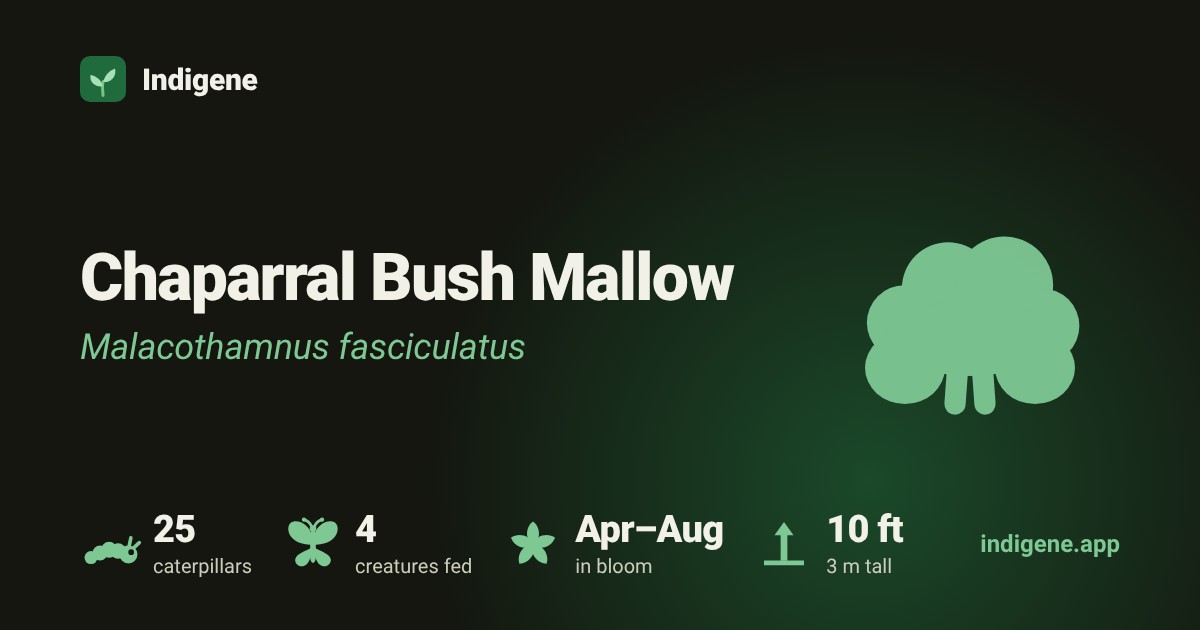 Indigene
Chaparral Bush Mallow
Malacothamnus fasciculatus
25
caterpillars
4
creatures fed
Apr–Aug
in bloom
10 ft
3 m tall
indigene.app